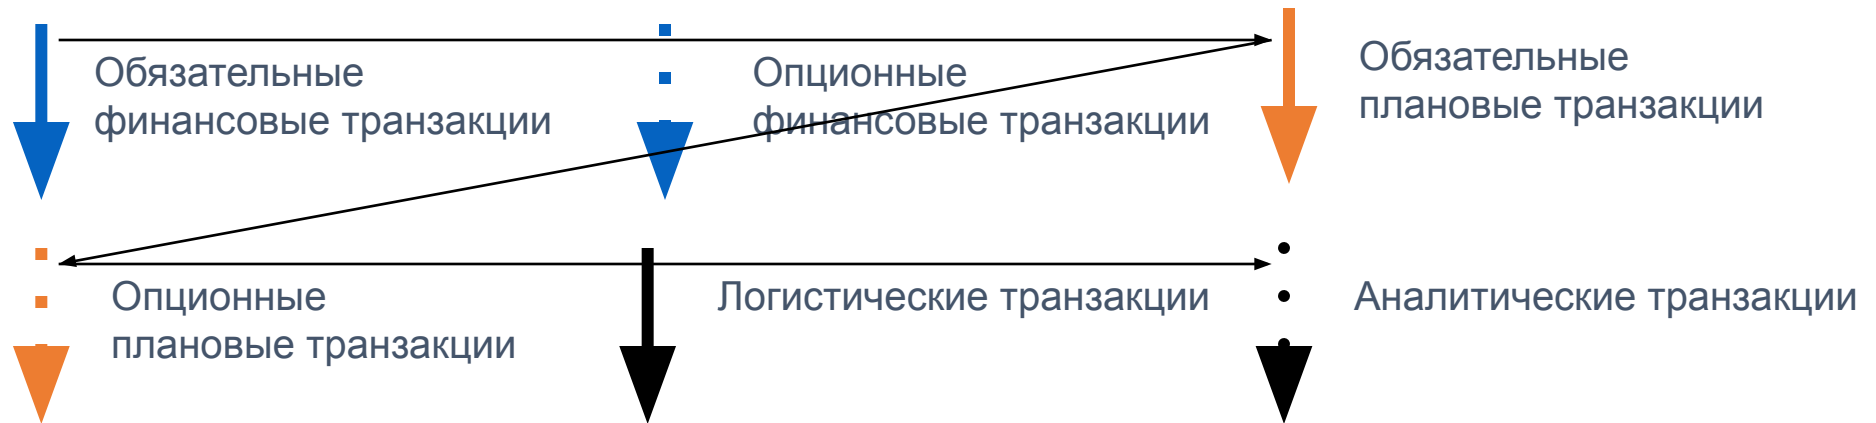 Обязательные
финансовые транзакции
Опционные
финансовые транзакции
Обязательные
плановые транзакции
Опционные
плановые транзакции
Логистические транзакции
Аналитические транзакции